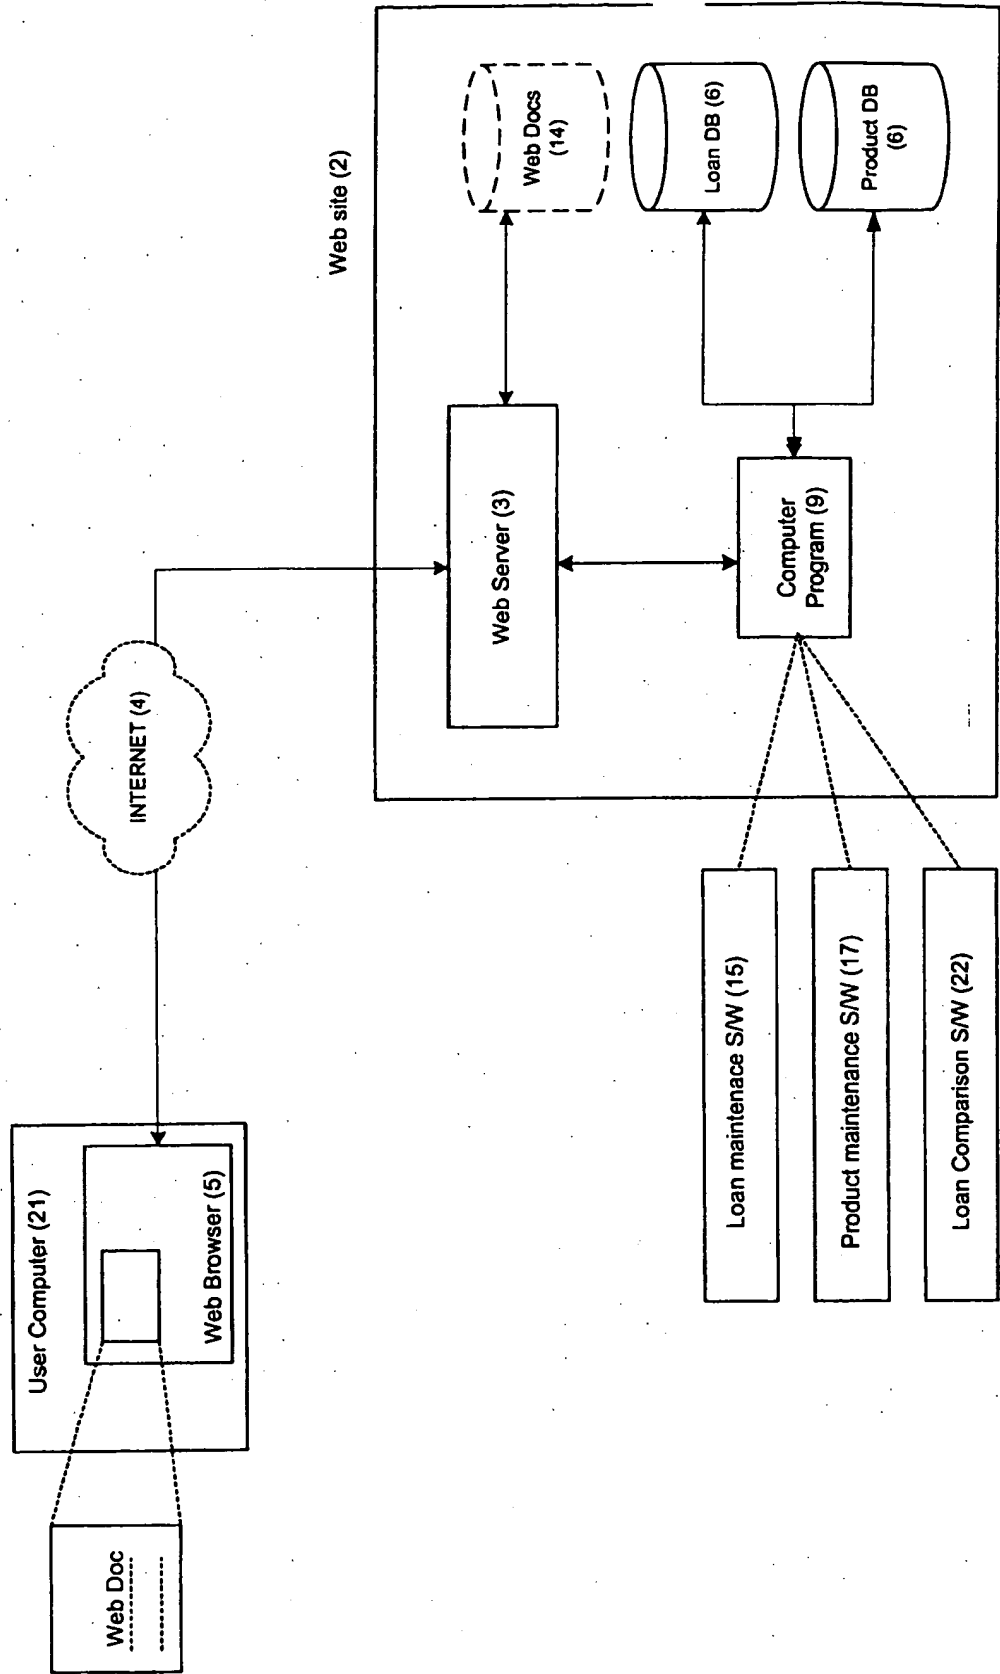 Web Doc
User Computer (21)
Web Browser (5)
INTERNET (4)
Web site (2)
Web Server (3)
Web Docs
(14)
Loan DB (6)
Product DB
(6)
Computer
Program (9)
Loan maintenace S/W (15)
Product maintenance S/W (17)
Loan Comparison S/W (22)